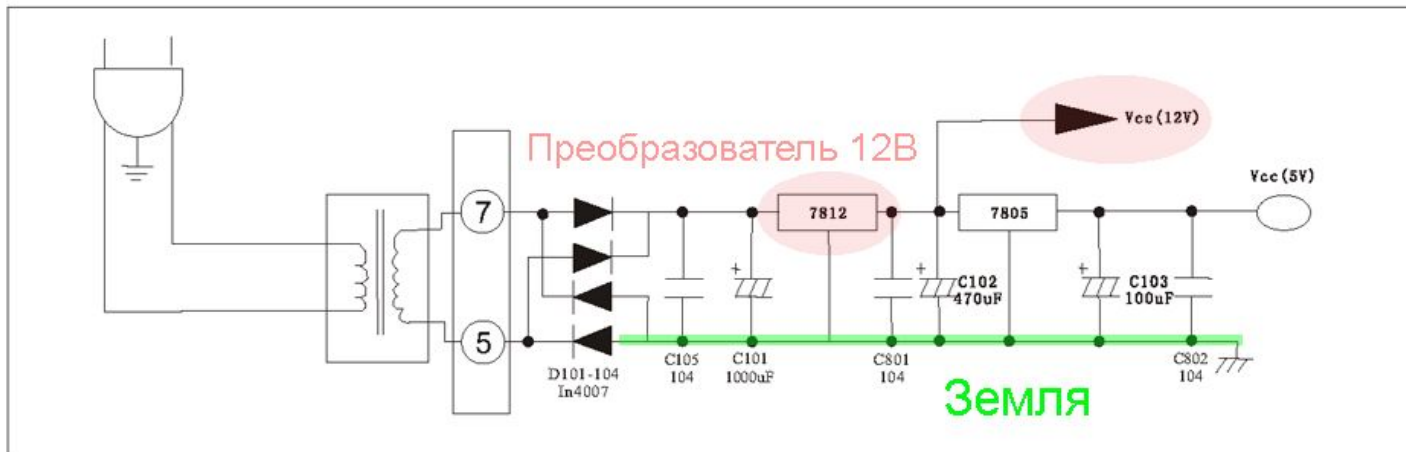 Преобразователь 12В
Vcc(12V)
Vcc(5V)
7
7812
7805
+
+
C102
470uF
+
C103
100uF
5
D101-104
In4007
C105
104
C101
1000uF
C801
104
C802
104
Земля